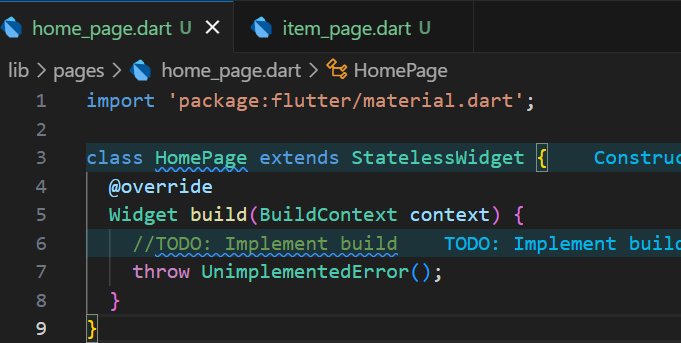 home_page.dart U item_page.dart U
lib > pages > home_page.dart > HomePage
1 import 'package:flutter/material.dart';
2
3 class HomePage extends StatelessWidget { Construc
4 @override
5 Widget build(BuildContext context) {
6 //TODO: Implement build TODO: Implement build
7 throw UnimplementedError();
8 }
9 }